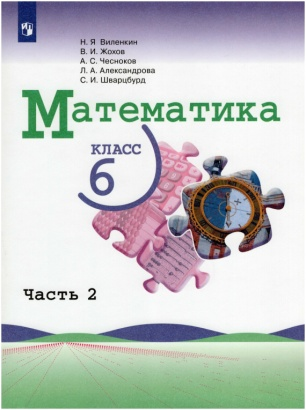 Н. Я Виленкин
В. И. Жохов
А. С. Чесноков
Л. А. Александрова
С. И. Шварцбурд
Математика
КЛАСС
6
Часть 2